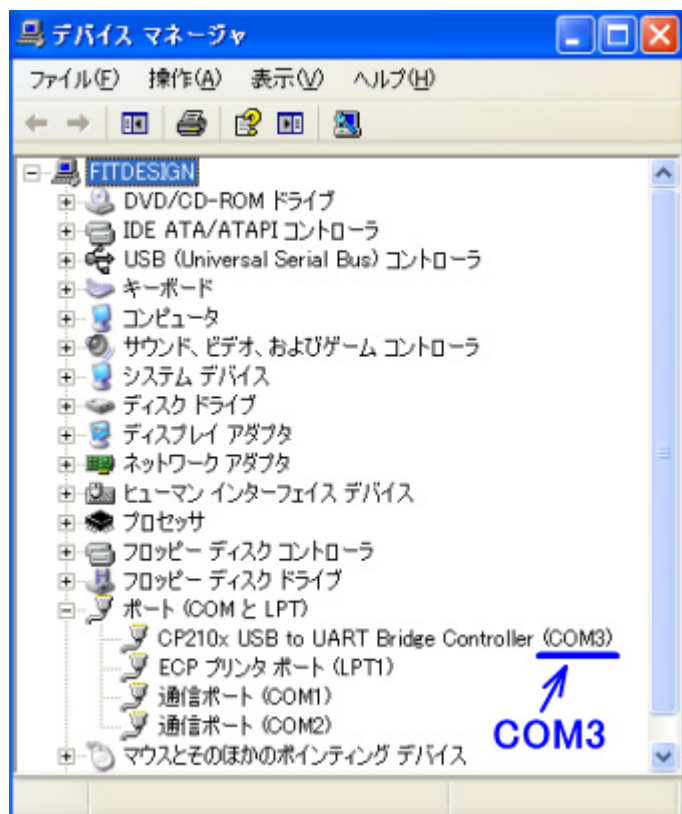 デバイス マネージャ
ファイル(F) 操作(A) 表示(V) ヘルプ(H)
FITDESIGN
DVD/CD-ROM ドライブ
IDE ATA/ATAPI コントローラ
USB (Universal Serial Bus) コントローラ
キーボード
コンピュータ
サウンド、ビデオ、およびゲーム コントローラ
システム デバイス
ディスク ドライブ
ディスプレイ アダプタ
ネットワーク アダプタ
ヒューマン インターフェイス デバイス
プロセッサ
フロッピー ディスク コントローラ
フロッピー ディスク ドライブ
ポート (COM と LPT)
CP210x USB to UART Bridge Controller (COM3)
ECP プリンタ ポート (LPT1)
通信ポート (COM1)
通信ポート (COM2)
COM3
マウスとそのほかのポインティング デバイス